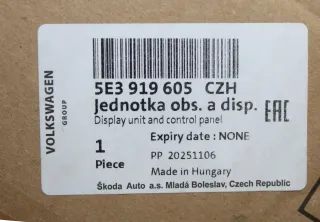 VOLKSWAGEN
GROUP
5E3 919 605 CZH
Jednotka obs. a disp.
Display unit and control panel
EAC
1
Piece
Expiry date : NONE
PP 20251106
Made in Hungary
Škoda Auto a.s. Mladá Boleslav, Czech Republic